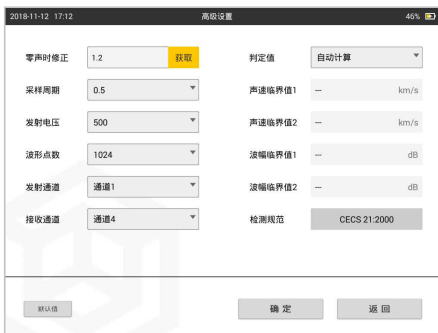 2018-11-12 17:12 高级设置 46%
零声时修正 1.2 获取 判定值 自动计算
采样周期 0.5 声速临界值1 -- km/s
发射电压 500 声速临界值2 -- km/s
波形点数 1024 波幅临界值1 -- dB
发射通道 通道1 波幅临界值2 -- dB
接收通道 通道4 检测规范 CECS 21:2000
默认值 确定 返回